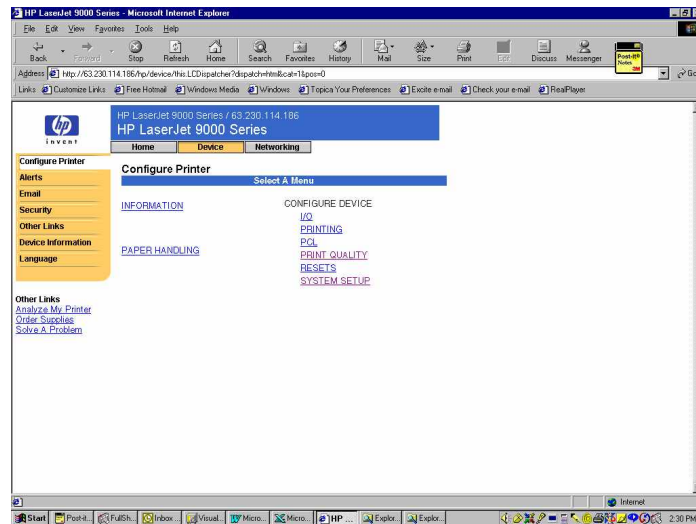 HP LaserJet 9000 Series - Microsoft Internet Explorer
File Edit View Favorites Tools Help
Back Forward Stop Refresh Home Search Favorites History Mail Size Print Edit Discuss Messenger Post-it® Notes
Address http://63.230.114.186/hp/device/this.LCDispatcher?dispatch=html&cat=1&pos=0 Go
Links Customize Links Free Hotmail Windows Media Windows Topica Your Preferences Excite e-mail Check your e-mail RealPlayer
hp
invent
HP LaserJet 9000 Series / 63.230.114.186
HP LaserJet 9000 Series
Home Device Networking
Configure Printer
Alerts
Email
Security
Other Links
Device Information
Language
Other Links
Analyze My Printer
Order Supplies
Solve A Problem
Configure Printer
Select A Menu
INFORMATION
PAPER HANDLING
CONFIGURE DEVICE
I/O
PRINTING
PCL
PRINT QUALITY
RESETS
SYSTEM SETUP
Internet
Start Post-it... FullSh... Inbox ... Visual... Micro... Micro... HP ... Explor... Explor... 2:30 PM